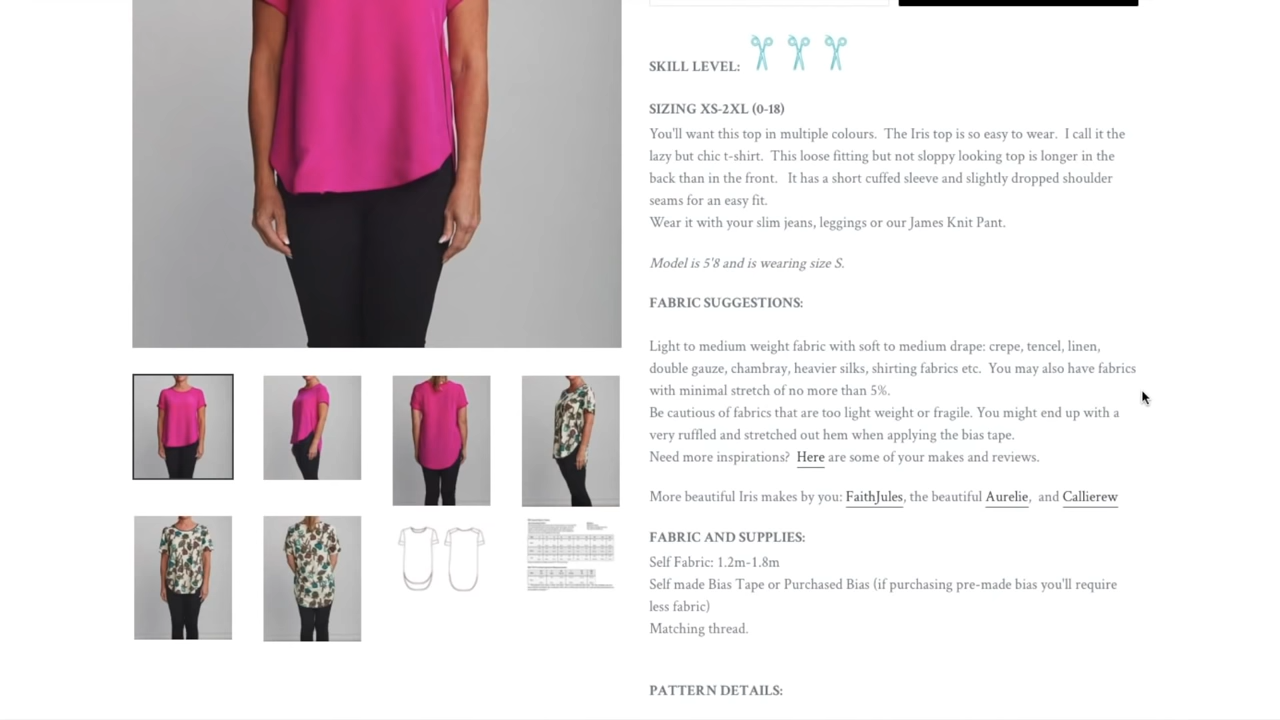 SKILL LEVEL:
SIZING XS-2XL (0-18)
You'll want this top in multiple colours. The Iris top is so easy to wear. I call it the
lazy but chic t-shirt. This loose fitting but not sloppy looking top is longer in the
back than in the front. It has a short cuffed sleeve and slightly dropped shoulder
seams for an easy fit.
Wear it with your slim jeans, leggings or our James Knit Pant.
Model is 5'8 and is wearing size S.
FABRIC SUGGESTIONS:
Light to medium weight fabric with soft to medium drape: crepe, tencel, linen,
double gauze, chambray, heavier silks, shirting fabrics etc. You may also have fabrics
with minimal stretch of no more than 5%.
Be cautious of fabrics that are too light weight or fragile. You might end up with a
very ruffled and stretched out hem when applying the bias tape.
Need more inspirations? Here are some of your makes and reviews.
More beautiful Iris makes by you: FaithJules, the beautiful Aurelie, and Callierew
FABRIC AND SUPPLIES:
Self Fabric: 1.2m-1.8m
Self made Bias Tape or Purchased Bias (if purchasing pre-made bias you'll require
less fabric)
Matching thread.
PATTERN DETAILS: